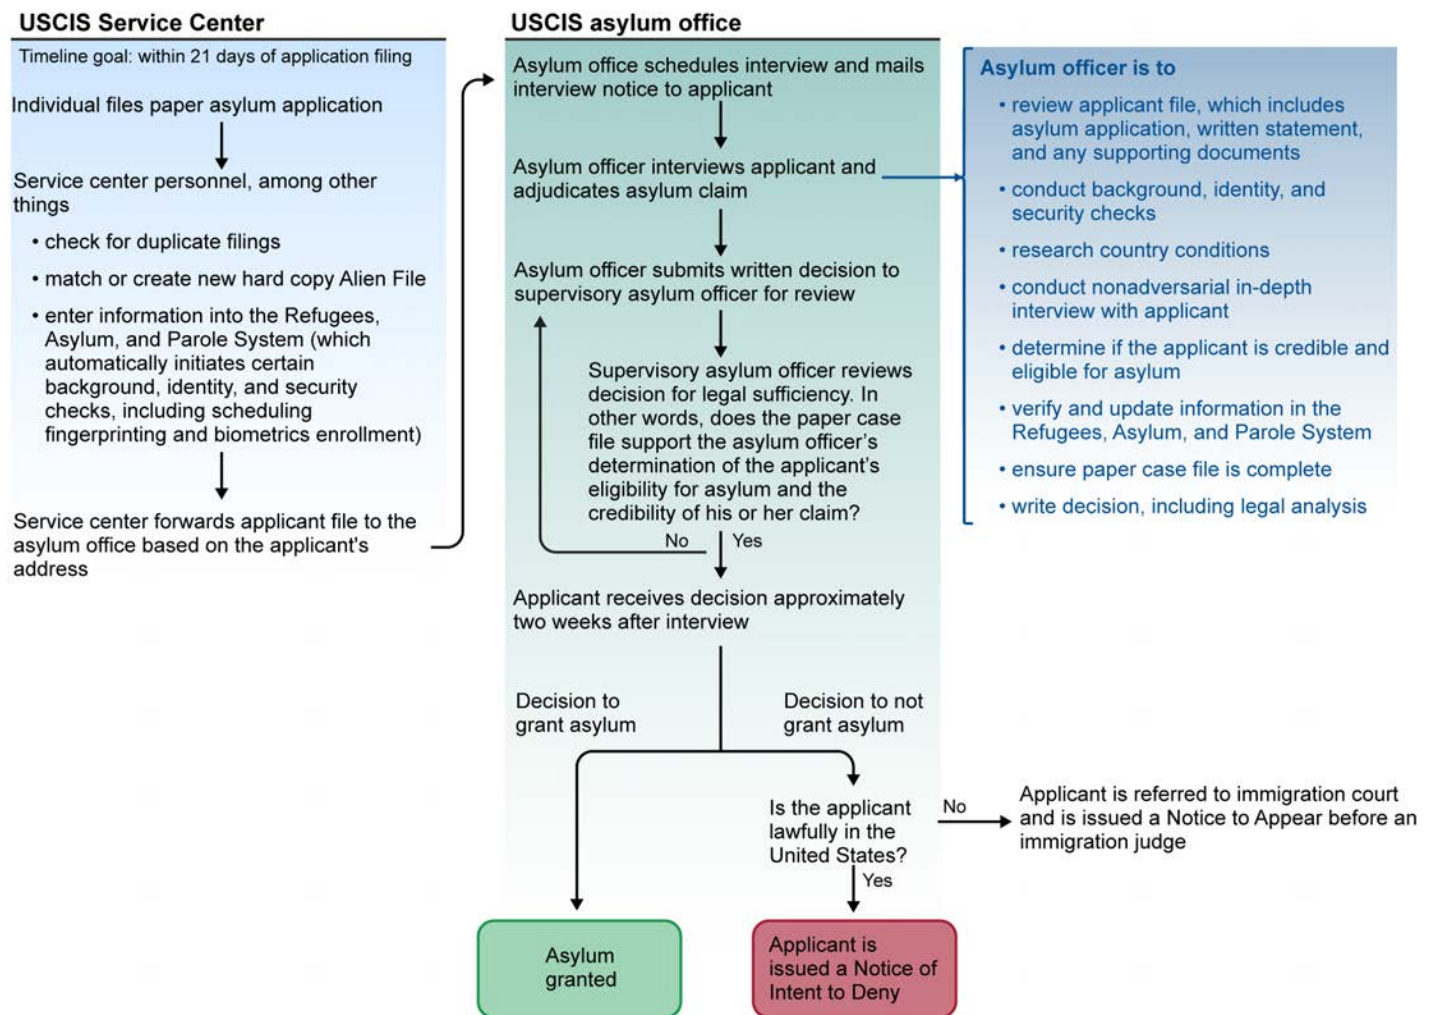 USCIS Service Center
Timeline goal: within 21 days of application filing
Individual files paper asylum application
Service center personnel, among other
things
• check for duplicate filings
• match or create new hard copy Alien File
• enter information into the Refugees,
Asylum, and Parole System (which
automatically initiates certain
background, identity, and security
checks, including scheduling
fingerprinting and biometrics enrollment)
Service center forwards applicant file to the
asylum office based on the applicant's
address
USCIS asylum office
Asylum office schedules interview and mails
interview notice to applicant
Asylum officer interviews applicant and
adjudicates asylum claim
Asylum officer submits written decision to
supervisory asylum officer for review
Supervisory asylum officer reviews
decision for legal sufficiency. In
other words, does the paper case
file support the asylum officer’s
determination of the applicant’s
eligibility for asylum and the
credibility of his or her claim?
No
Yes
Applicant receives decision approximately
two weeks after interview
Decision to
grant asylum
Decision to not
grant asylum
Is the applicant
lawfully in the
United States?
No
Yes
Applicant is referred to immigration court
and is issued a Notice to Appear before an
immigration judge
Asylum
granted
Applicant is
issued a Notice of
Intent to Deny
Asylum officer is to
• review applicant file, which includes
asylum application, written statement,
and any supporting documents
• conduct background, identity, and
security checks
• research country conditions
• conduct nonadversarial in-depth
interview with applicant
• determine if the applicant is credible and
eligible for asylum
• verify and update information in the
Refugees, Asylum, and Parole System
• ensure paper case file is complete
• write decision, including legal analysis